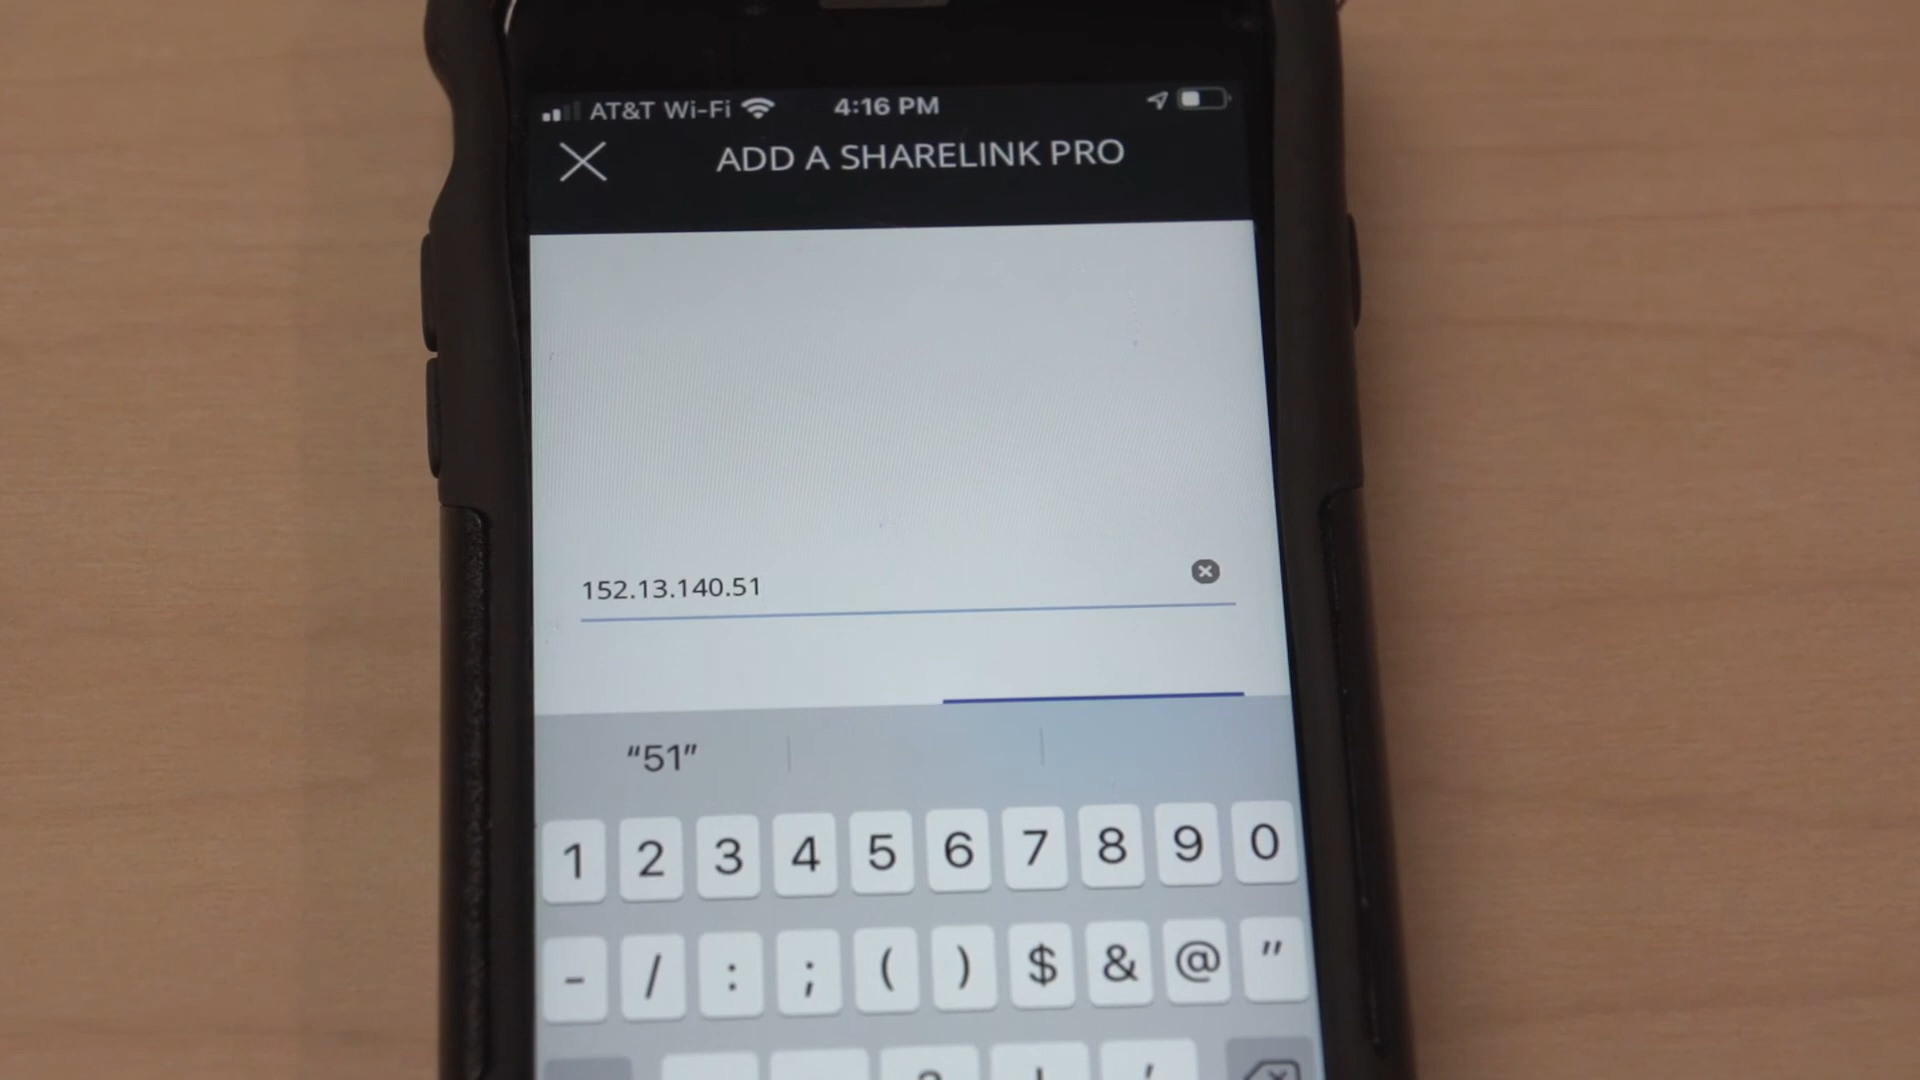 AT&T Wi-Fi 4:16 PM
ADD A SHARELINK PRO
152.13.140.51
“51”
1 2 3 4 5 6 7 8 9 0
- / : ; ( ) $ & @ "